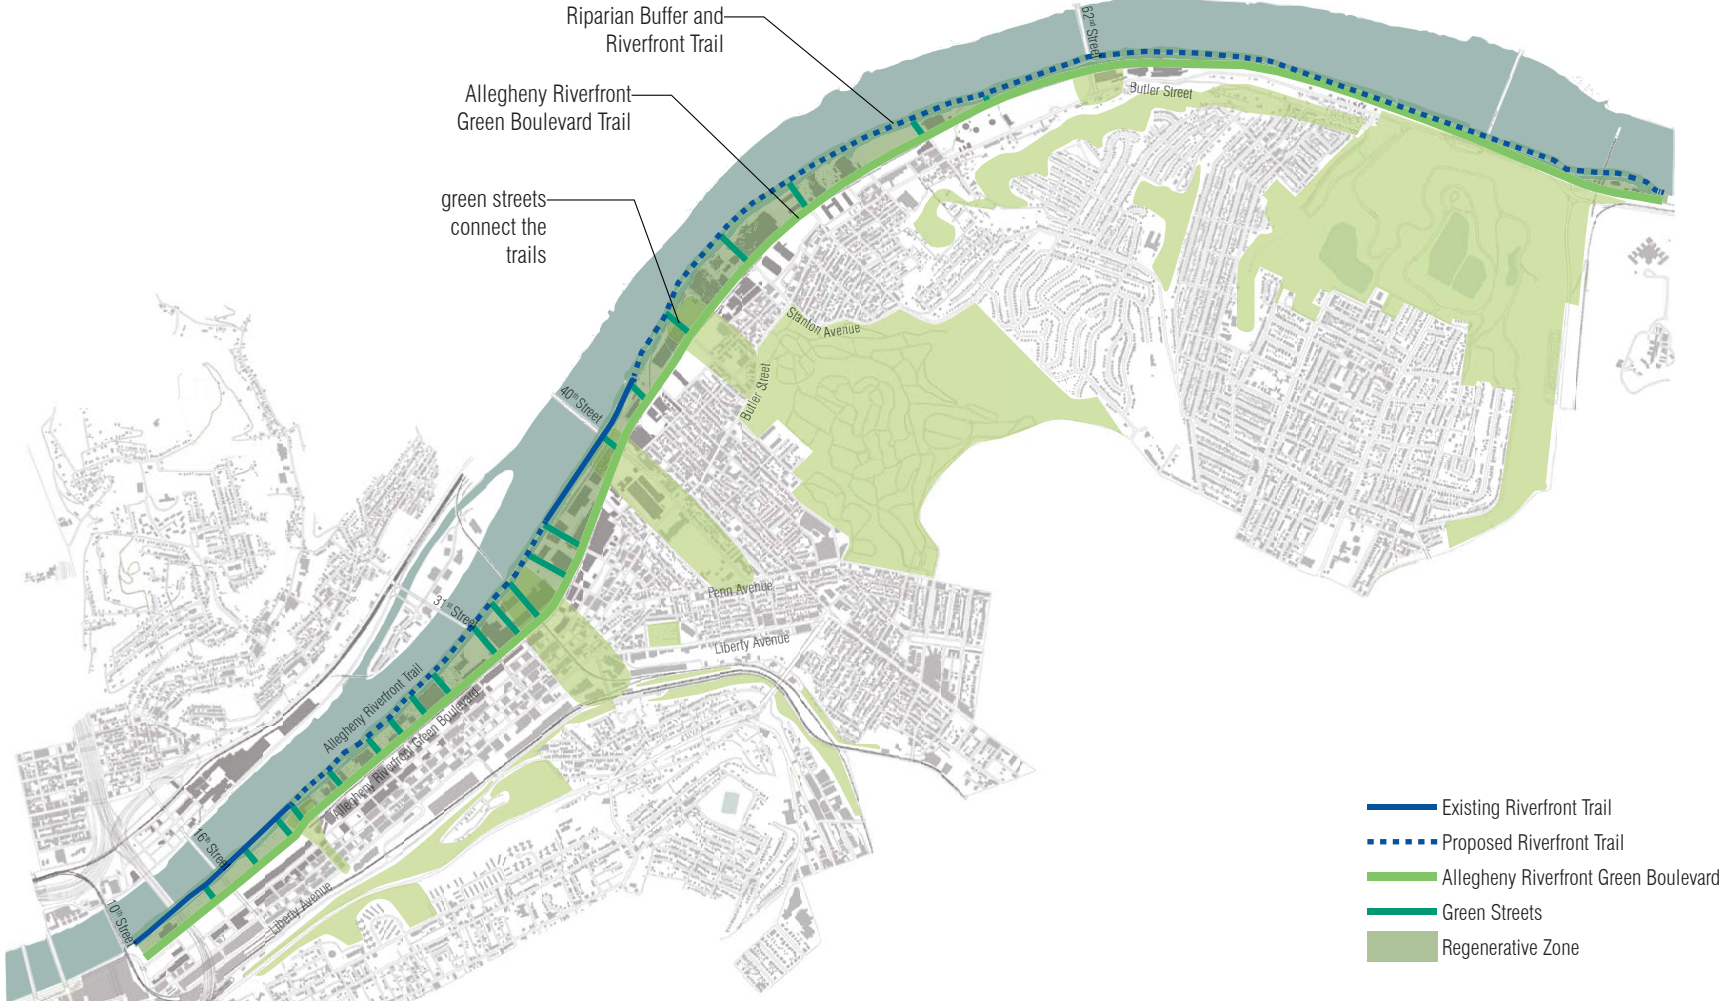 Riparian Buffer and
Riverfront Trail
62nd Street
Allegheny Riverfront
Green Boulevard Trail
Butler Street
green streets
connect the
trails
Stanton Avenue
Butler Street
40th Street
Penn Avenue
31st Street
Liberty Avenue
Allegheny Riverfront Trail
Allegheny Riverfront Green Boulevard
16th Street
Liberty Avenue
10th Street
Existing Riverfront Trail
Proposed Riverfront Trail
Allegheny Riverfront Green Boulevard
Green Streets
Regenerative Zone